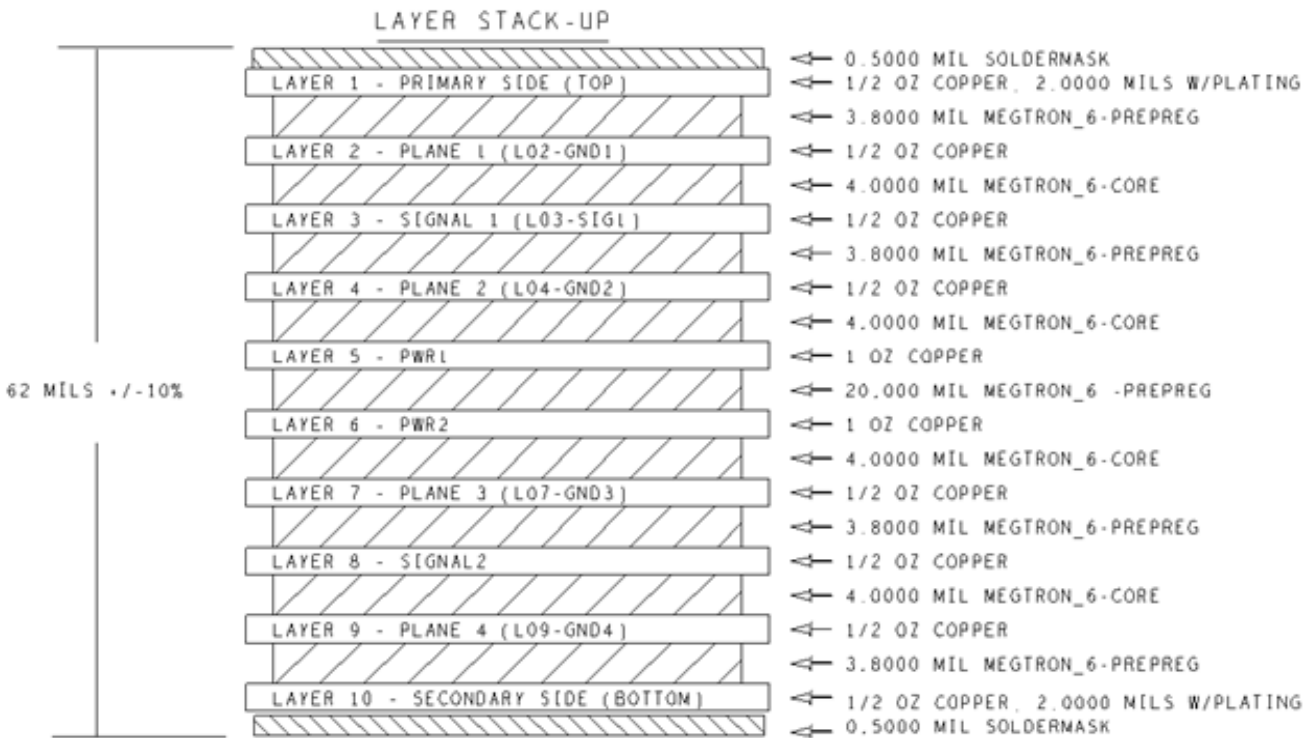 LAYER STACK-UP
0.5000 MIL SOLDERMASK
LAYER 1 - PRIMARY SIDE (TOP)
1/2 OZ COPPER, 2.0000 MILS W/PLATING
3.8000 MIL MEGTRON_6-PREPREG
LAYER 2 - PLANE 1 (L02-GND1)
1/2 OZ COPPER
4.0000 MIL MEGTRON_6-CORE
LAYER 3 - SIGNAL 1 (L03-SIG1)
1/2 OZ COPPER
3.8000 MIL MEGTRON_6-PREPREG
LAYER 4 - PLANE 2 (L04-GND2)
1/2 OZ COPPER
4.0000 MIL MEGTRON_6-CORE
LAYER 5 - PWR1
1 OZ COPPER
62 MILS +/-10%
20.000 MIL MEGTRON_6 -PREPREG
LAYER 6 - PWR2
1 OZ COPPER
4.0000 MIL MEGTRON_6-CORE
LAYER 7 - PLANE 3 (L07-GND3)
1/2 OZ COPPER
3.8000 MIL MEGTRON_6-PREPREG
LAYER 8 - SIGNAL2
1/2 OZ COPPER
4.0000 MIL MEGTRON_6-CORE
LAYER 9 - PLANE 4 (L09-GND4)
1/2 OZ COPPER
3.8000 MIL MEGTRON_6-PREPREG
LAYER 10 - SECONDARY SIDE (BOTTOM)
1/2 OZ COPPER, 2.0000 MILS W/PLATING
0.5000 MIL SOLDERMASK